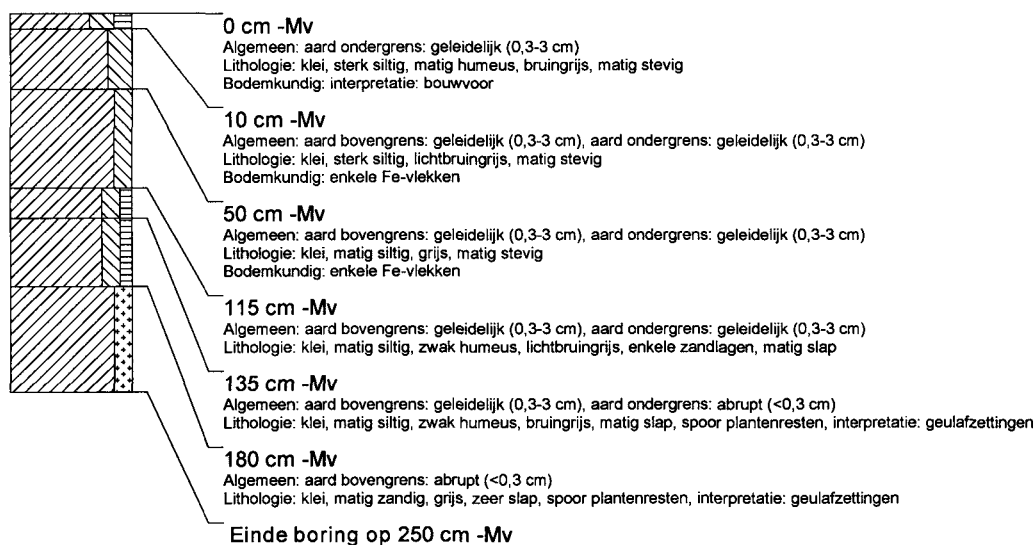 0 cm -Mv
Algemeen: aard ondergrens: geleidelijk (0,3-3 cm)
Lithologie: klei, sterk siltig, matig humeus, bruingrijs, matig stevig
Bodemkundig: interpretatie: bouwvoor
10 cm -Mv
Algemeen: aard bovengrens: geleidelijk (0,3-3 cm), aard ondergrens: geleidelijk (0,3-3 cm)
Lithologie: klei, sterk siltig, lichtbruingrijs, matig stevig
Bodemkundig: enkele Fe-vlekken
50 cm -Mv
Algemeen: aard bovengrens: geleidelijk (0,3-3 cm), aard ondergrens: geleidelijk (0,3-3 cm)
Lithologie: klei, matig siltig, grijs, matig stevig
Bodemkundig: enkele Fe-vlekken
115 cm -Mv
Algemeen: aard bovengrens: geleidelijk (0,3-3 cm), aard ondergrens: geleidelijk (0,3-3 cm)
Lithologie: klei, matig siltig, zwak humeus, lichtbruingrijs, enkele zandlagen, matig slap
135 cm -Mv
Algemeen: aard bovengrens: geleidelijk (0,3-3 cm), aard ondergrens: abrupt (<0,3 cm)
Lithologie: klei, matig siltig, zwak humeus, bruingrijs, matig slap, spoor plantenresten, interpretatie: geulafzettingen
180 cm -Mv
Algemeen: aard bovengrens: abrupt (<0,3 cm)
Lithologie: klei, matig zandig, grijs, zeer slap, spoor plantenresten, interpretatie: geulafzettingen
Einde boring op 250 cm -Mv